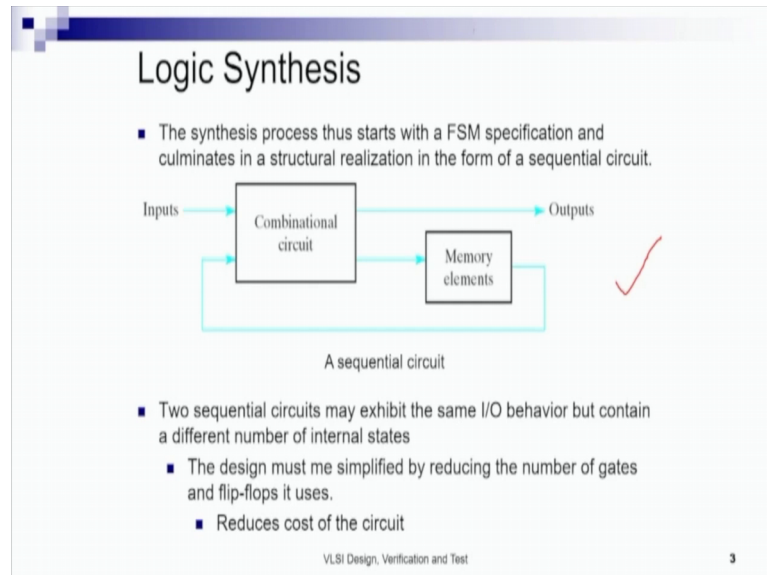 Logic Synthesis
■ The synthesis process thus starts with a FSM specification and
culminates in a structural realization in the form of a sequential circuit.
Inputs
Outputs
Combinational
circuit
Memory
elements
A sequential circuit
■ Two sequential circuits may exhibit the same I/O behavior but contain
a different number of internal states
■ The design must me simplified by reducing the number of gates
and flip-flops it uses.
■ Reduces cost of the circuit
VLSI Design, Verification and Test
3